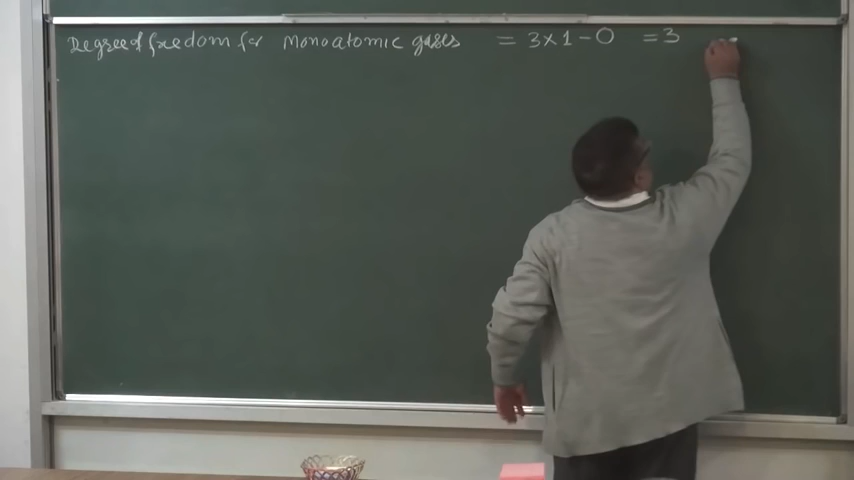 Degree of freedom for Monoatomic gases = 3×1-0 =3